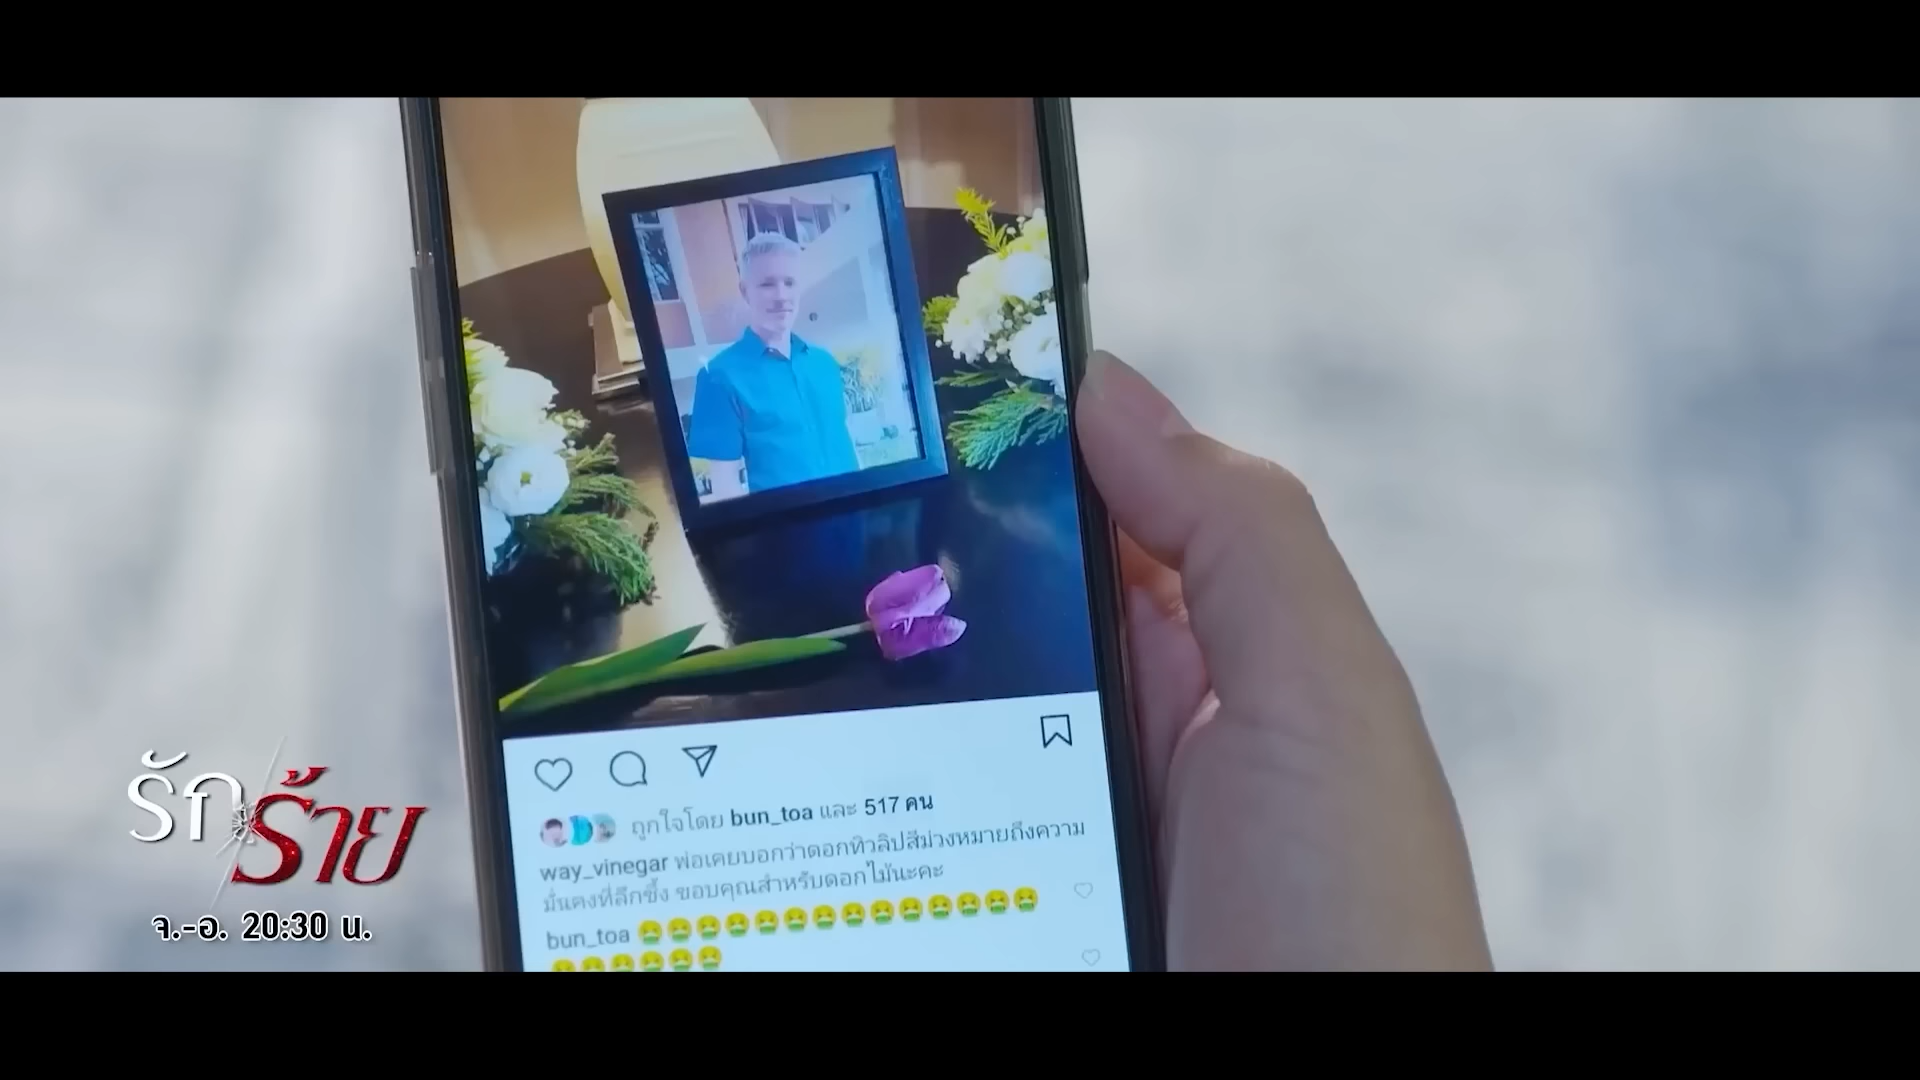 ถูกใจโดย bun_toa และ 517 คน
way_vinegar พ่อเคยบอกว่าดอกทิวลิปสีม่วงหมายถึงความ
มั่นคงที่ลึกซึ้ง ขอบคุณสำหรับดอกไม้นะคะ
bun_toa 🤮🤮🤮🤮🤮🤮🤮🤮🤮🤮🤮🤮🤮🤮
🤮🤮🤮🤮🤮🤮
รักร้าย
จ.-อ. 20:30 น.